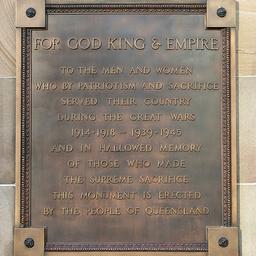 FOR GOD KING & EMPIRE
TO THE MEN AND WOMEN
WHO BY PATRIOTISM AND SACRIFICE
SERVED THEIR COUNTRY
DURING THE GREAT WARS
1914-1918 – 1939-1945
AND IN HALLOWED MEMORY
OF THOSE WHO MADE
THE SUPREME SACRIFICE
THIS MONUMENT IS ERECTED
BY THE PEOPLE OF QUEENSLAND